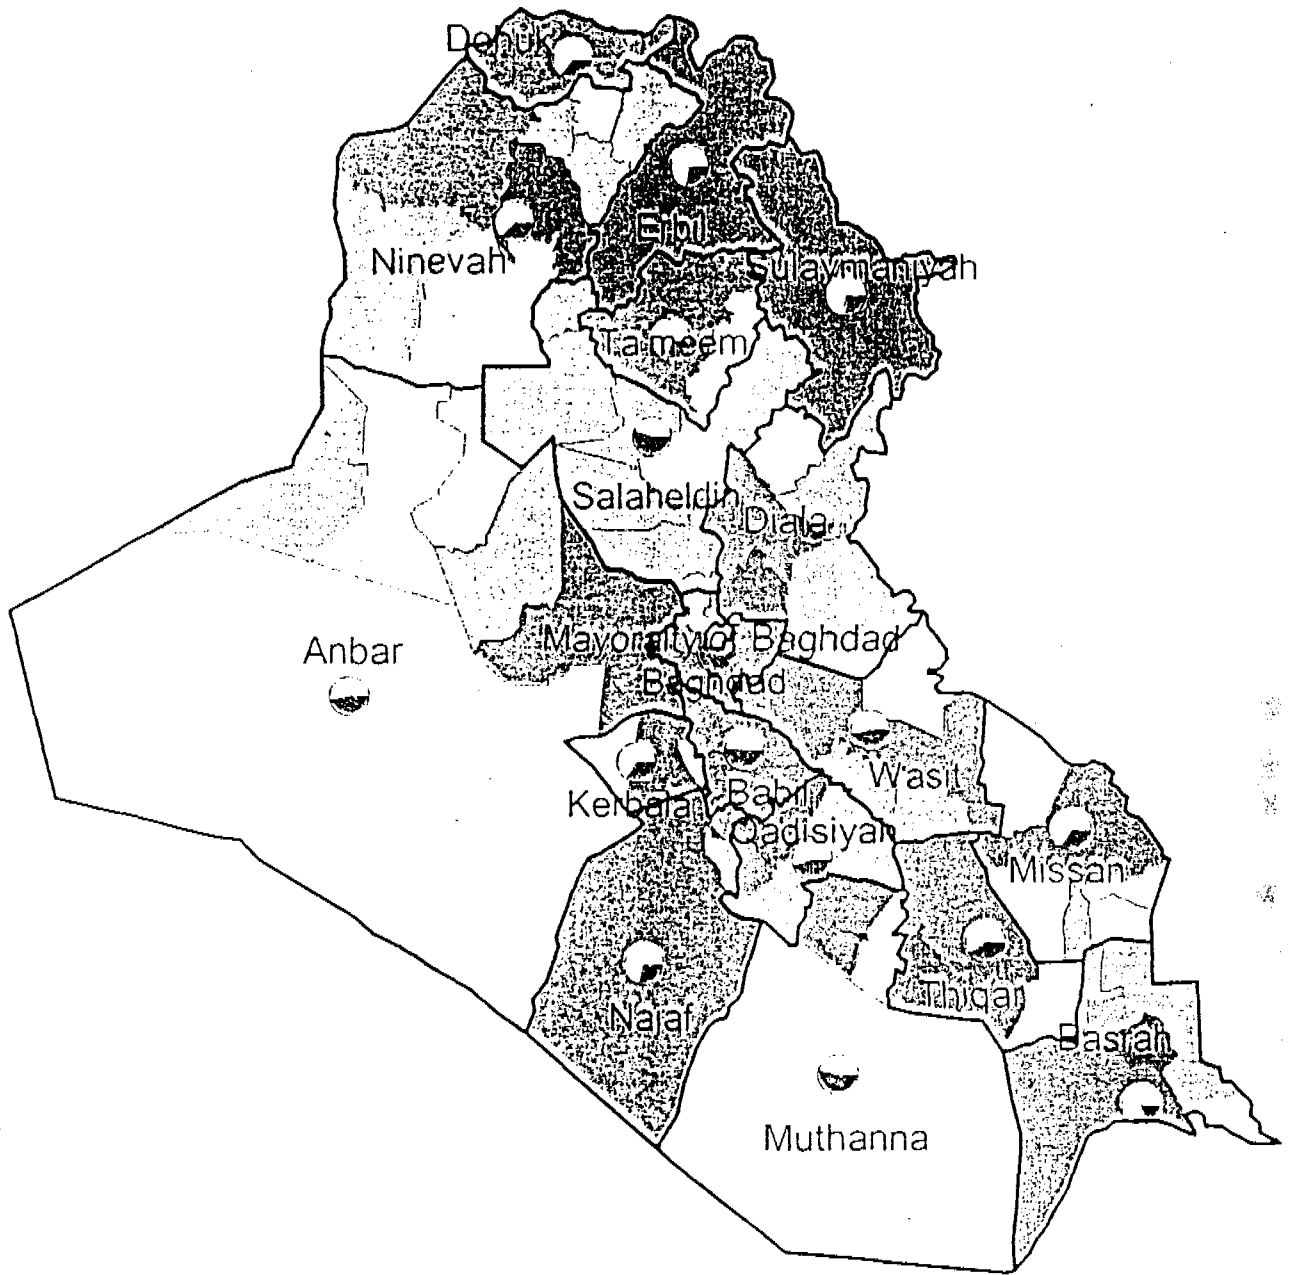 Dohuk
Erbil
Ninevah
Sulaymaniyah
Tameem
Salaheldin
Diala
Mayoralty of Baghdad
Anbar
Baghdad
Wasit
Babil
Kerbala
Qadisiyah
Missan
Thiqar
Najaf
Basrah
Muthanna